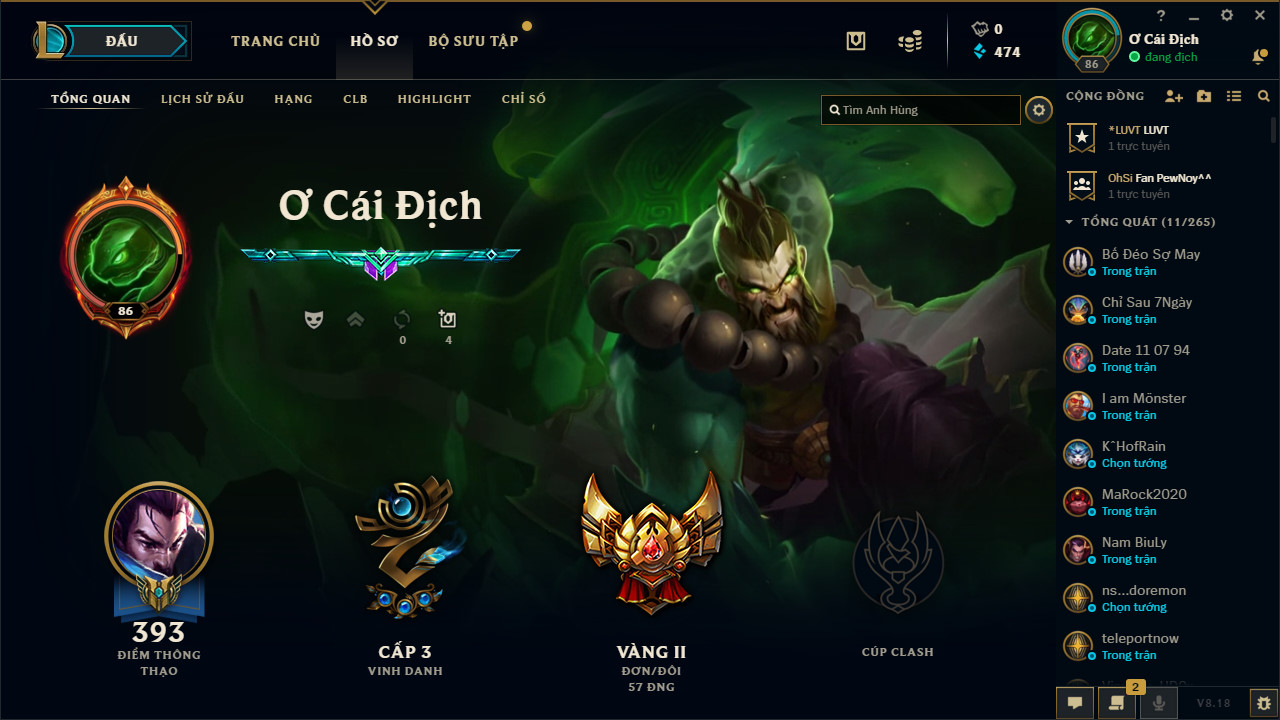 ĐẤU
TRANG CHỦ
HỒ SƠ
BỘ SƯU TẬP
0
474
?
Ơ Cái Địch
đang địch
86
TỔNG QUAN
LỊCH SỬ ĐẤU
HẠNG
CLB
HIGHLIGHT
CHỈ SỐ
Tìm Anh Hùng
CỘNG ĐỒNG
*LUVT LUVT
1 trực tuyến
OhSi Fan PewNoy^^
1 trực tuyến
TỔNG QUÁT (11/265)
Bố Đéo Sợ May
Trong trận
Chỉ Sau 7Ngày
Trong trận
Date 11 07 94
Trong trận
I am Mönster
Trong trận
KˆHofRain
Chọn tướng
MaRock2020
Trong trận
Nam BiuLy
Trong trận
ns...doremon
Chọn tướng
teleportnow
Trong trận
Ơ Cái Địch
86
0
4
393
ĐIỂM THÔNG
THẠO
CẤP 3
VINH DANH
VÀNG II
ĐƠN/ĐÔI
57 ĐNG
CÚP CLASH
2
V8.18